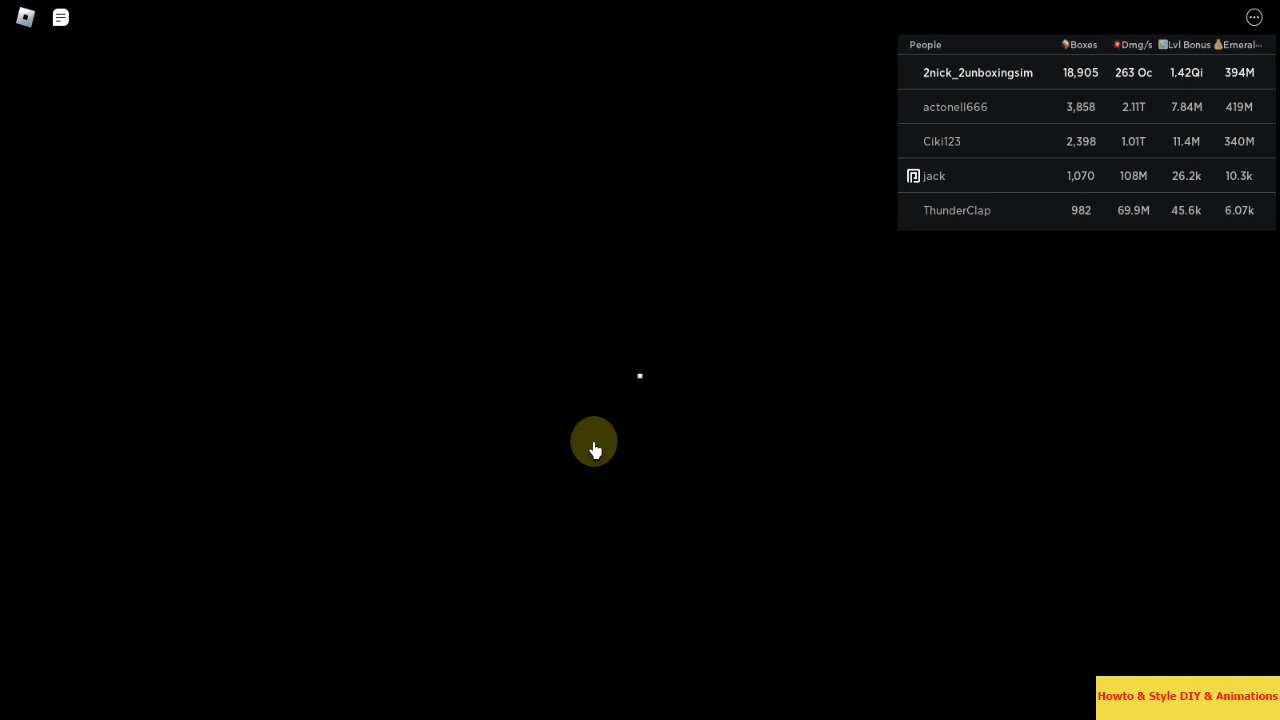 People Boxes Dmg/s Lvl Bonus Emeral...
2nick_2unboxingsim 18,905 263 Oc 1.42Qi 394M
actonell666 3,858 2.11T 7.84M 419M
Ciki123 2,398 1.01T 11.4M 340M
jack 1,070 108M 26.2k 10.3k
ThunderClap 982 69.9M 45.6k 6.07k
Howto & Style DIY & Animations